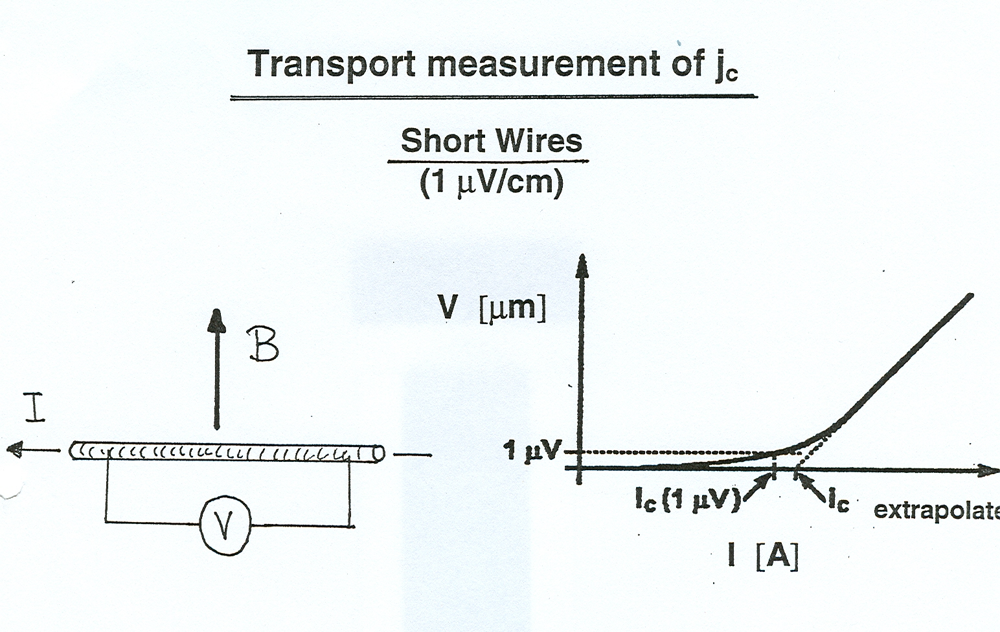 Transport measurement of jc
Short Wires
(1 μV/cm)
V [μm]
B
I
1 μV
V
Ic (1 μV)
Ic
extrapolate
I [A]